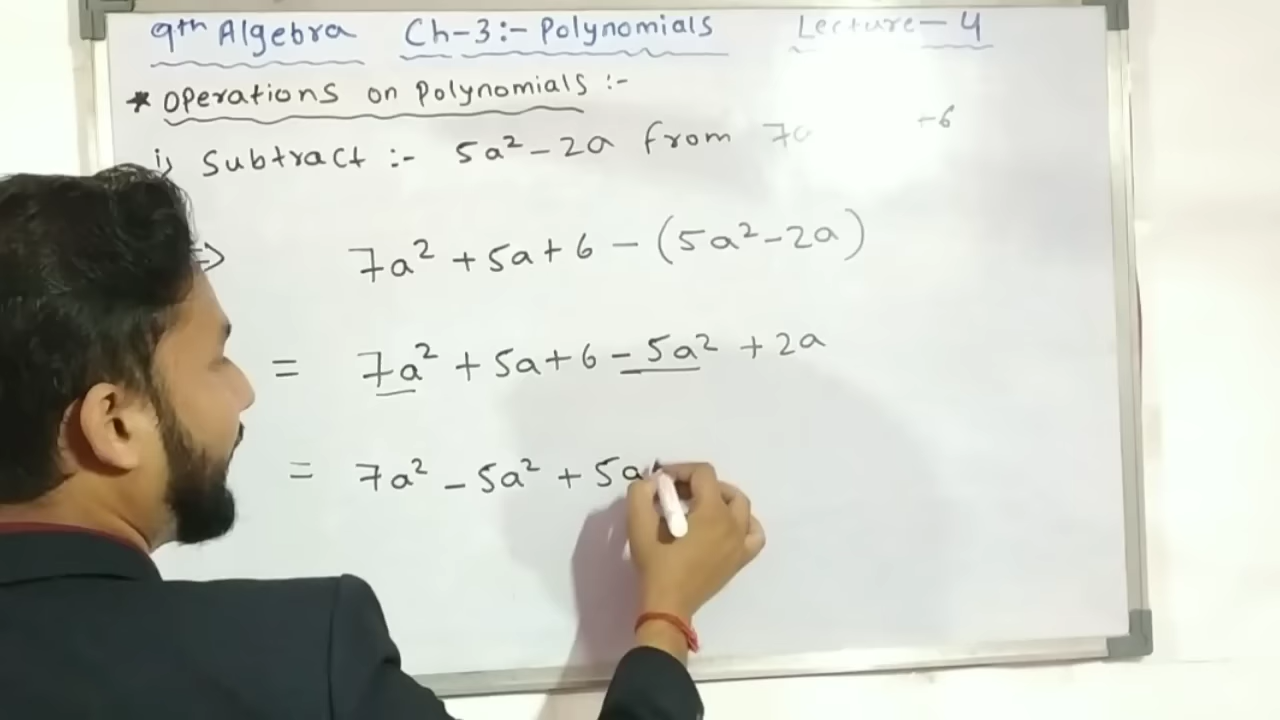 9th Algebra Ch-3:- Polynomials Lecture-4
* Operations on Polynomials :-
i) Subtract :- 5a² - 2a from 7a +6
⇒ 7a² + 5a + 6 - (5a² - 2a)
= 7a² + 5a + 6 - 5a² + 2a
= 7a² - 5a² + 5a